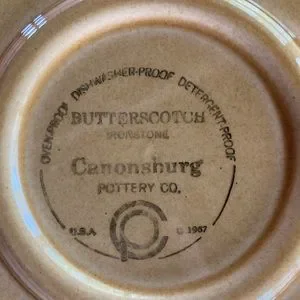 OVEN-PROOF DISHWASHER-PROOF DETERGENT-PROOF
BUTTERSCOTCH
IRONSTONE
Canonsburg
POTTERY CO.
U.S.A © 1967